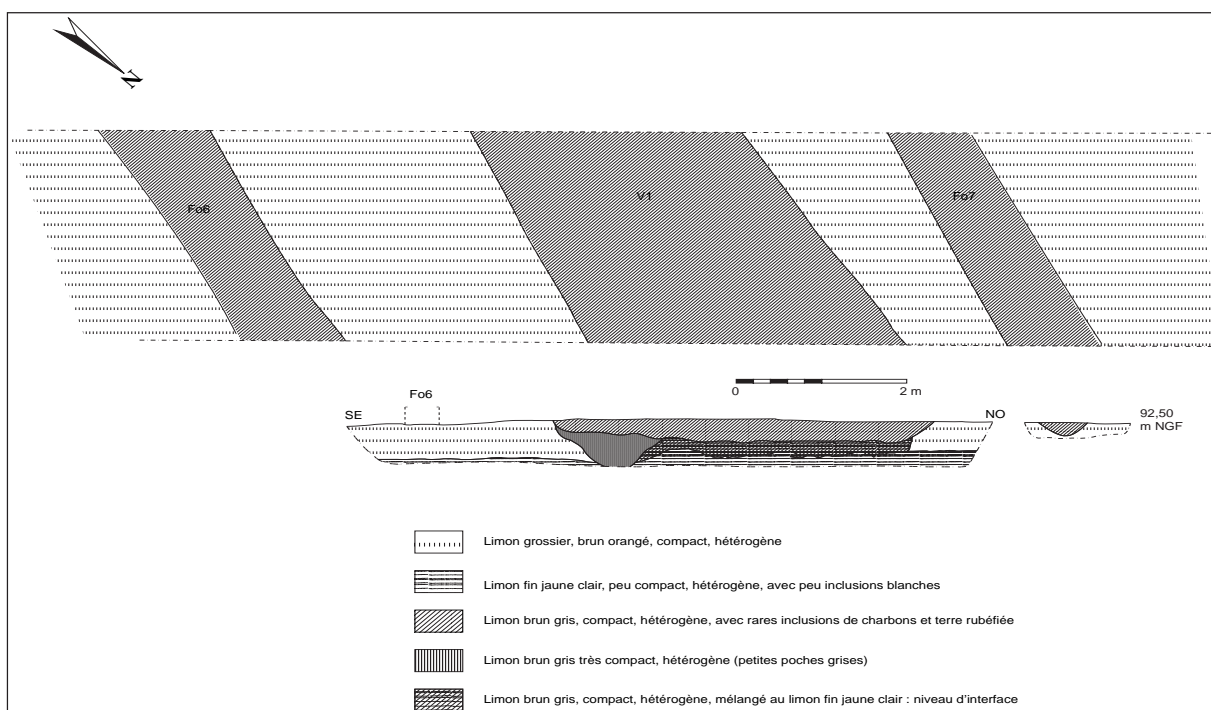 N
Fo6
V1
Fo7
0 2 m
Fo6
SE
NO
92,50
m NGF
Limon grossier, brun orangé, compact, hétérogène
Limon fin jaune clair, peu compact, hétérogène, avec peu inclusions blanches
Limon brun gris, compact, hétérogène, avec rares inclusions de charbons et terre rubéfiée
Limon brun gris très compact, hétérogène (petites poches grises)
Limon brun gris, compact, hétérogène, mélangé au limon fin jaune clair : niveau d'interface